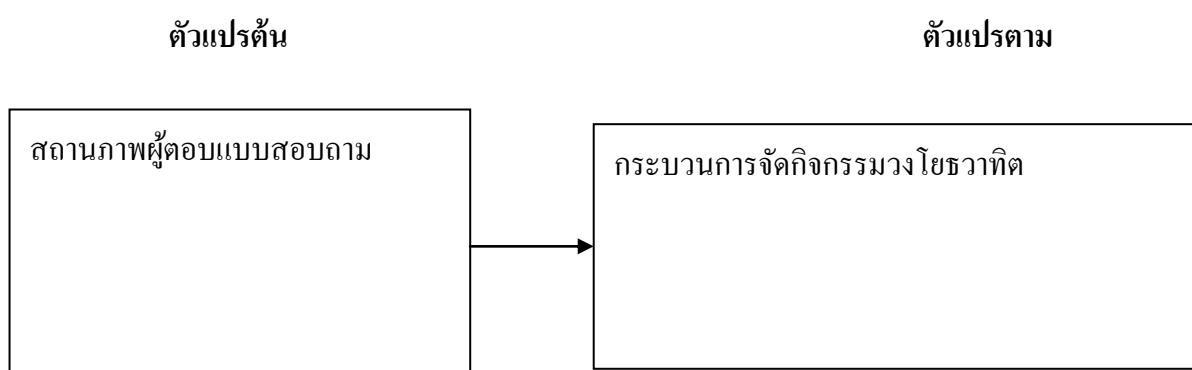 ตัวแปรต้น
ตัวแปรตาม
สถานภาพผู้ตอบแบบสอบถาม
กระบวนการจัดกิจกรรมวงโยธวาทิต